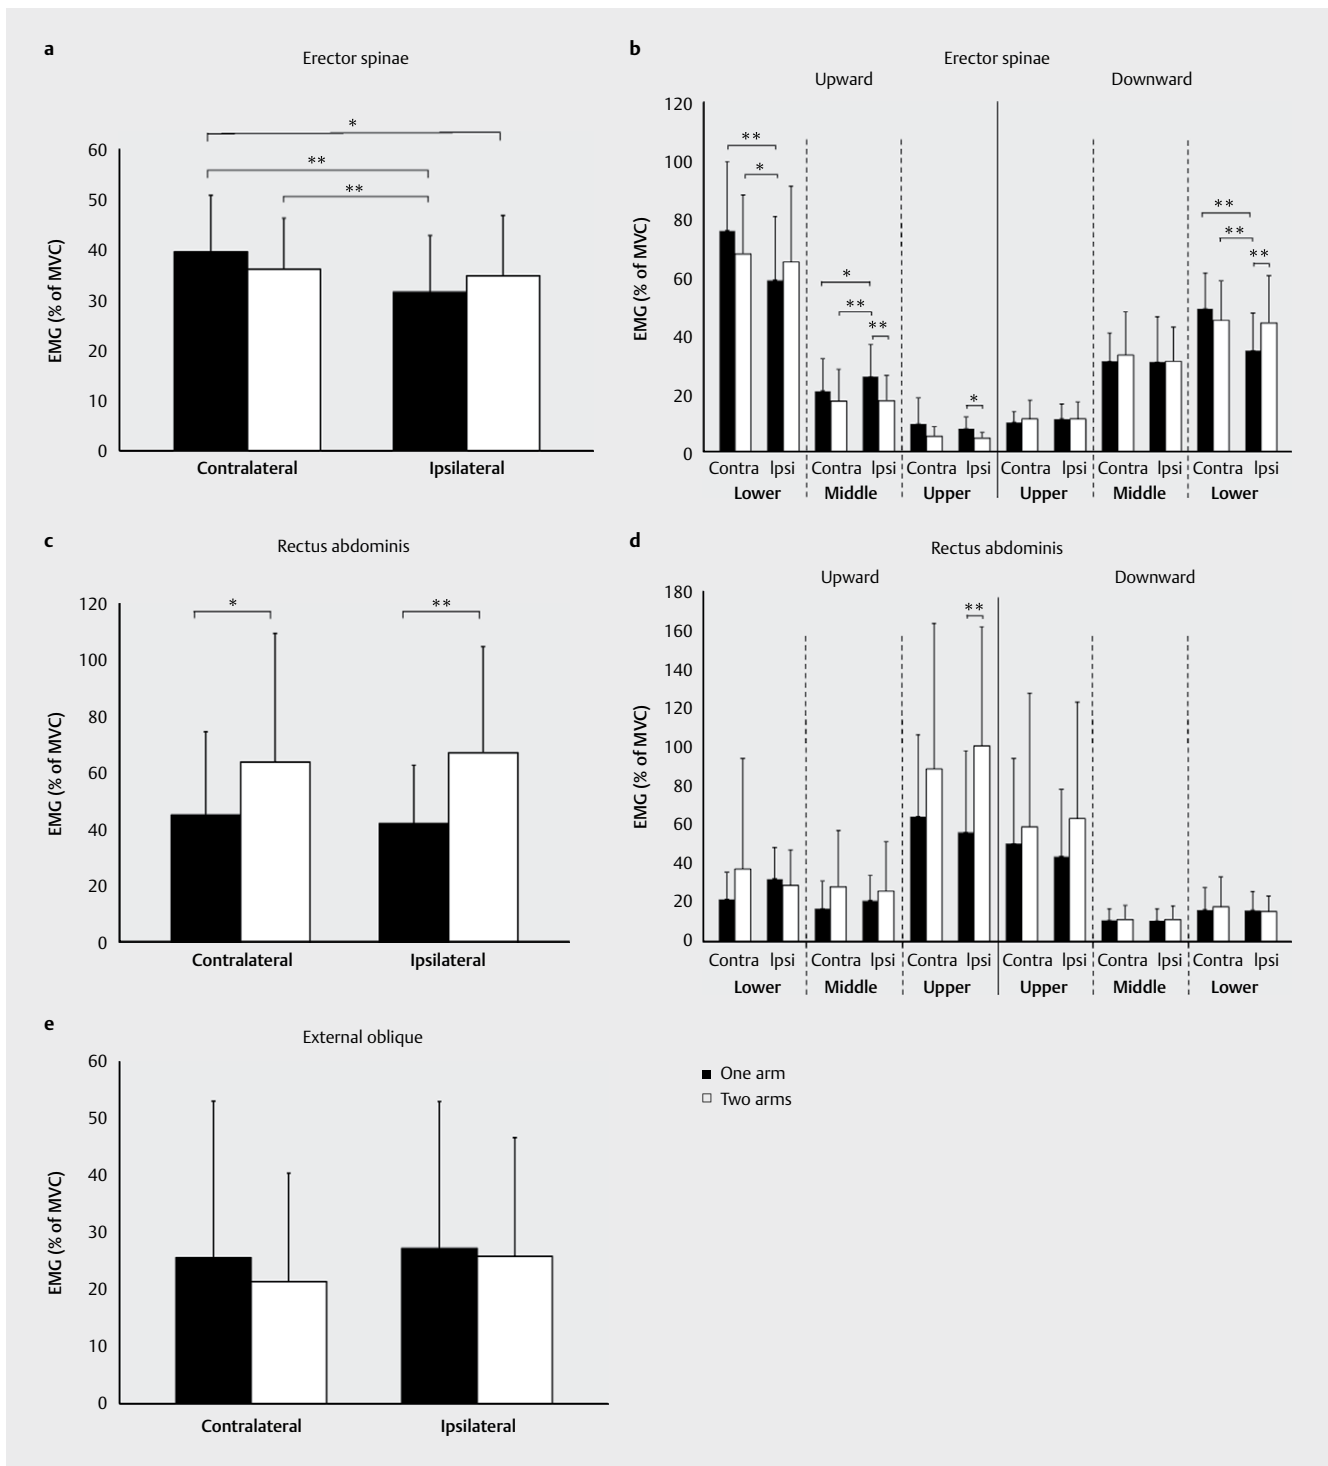 a
Erector spinae
*
**
**
60
50
40
30
20
10
0
EMG (% of MVC)
Contralateral Ipsilateral
b
Erector spinae
Upward Downward
120
100
80
60
40
20
0
EMG (% of MVC)
**
*
*
**
**
*
**
**
**
Contra Ipsi Contra Ipsi Contra Ipsi Contra Ipsi Contra Ipsi Contra Ipsi
Lower Middle Upper Upper Middle Lower
c
Rectus abdominis
120
100
80
60
40
20
0
EMG (% of MVC)
* **
Contralateral Ipsilateral
d
Rectus abdominis
Upward Downward
180
160
140
120
100
80
60
40
20
0
EMG (% of MVC)
**
Contra Ipsi Contra Ipsi Contra Ipsi Contra Ipsi Contra Ipsi Contra Ipsi
Lower Middle Upper Upper Middle Lower
e
External oblique
60
50
40
30
20
10
0
EMG (% of MVC)
Contralateral Ipsilateral
One arm
Two arms